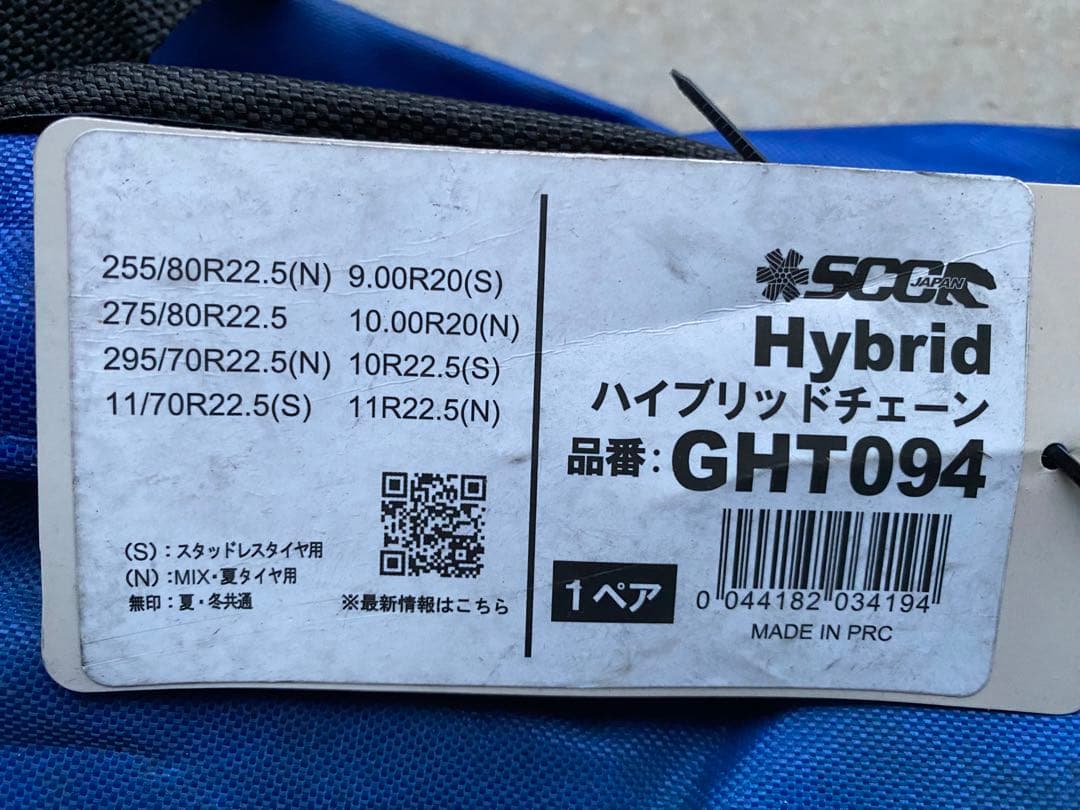 255/80R22.5(N) 9.00R20(S)
275/80R22.5 10.00R20(N)
295/70R22.5(N) 10R22.5(S)
11/70R22.5(S) 11R22.5(N)
(S)：スタッドレスタイヤ用
(N)：MIX・夏タイヤ用
無印：夏・冬共通
※最新情報はこちら
SCCR JAPAN
Hybrid
ハイブリッドチェーン
品番：GHT094
1ペア
0 044182 034194
MADE IN PRC